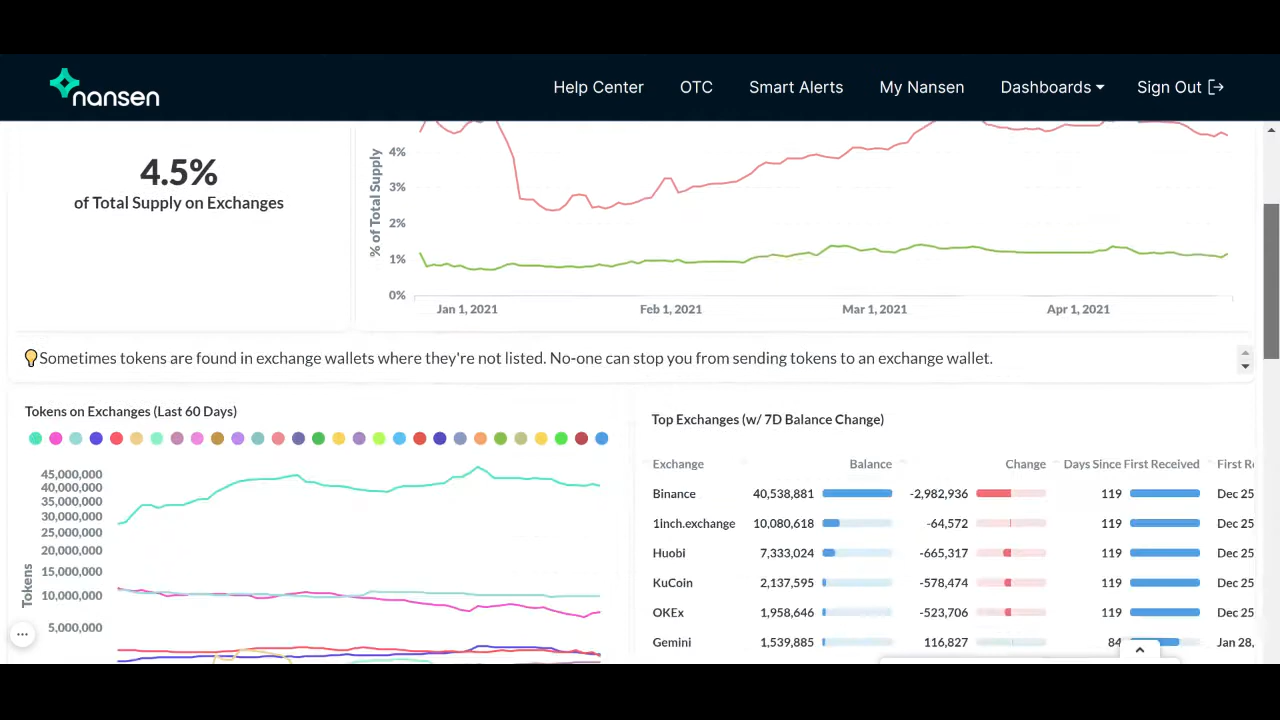 nansen
Help Center OTC Smart Alerts My Nansen Dashboards Sign Out
4.5%
of Total Supply on Exchanges
% of Total Supply
4%
3%
2%
1%
0%
Jan 1, 2021 Feb 1, 2021 Mar 1, 2021 Apr 1, 2021
Sometimes tokens are found in exchange wallets where they're not listed. No-one can stop you from sending tokens to an exchange wallet.
Tokens on Exchanges (Last 60 Days)
Tokens
45,000,000
40,000,000
35,000,000
30,000,000
25,000,000
20,000,000
15,000,000
10,000,000
5,000,000
Top Exchanges (w/ 7D Balance Change)
Exchange Balance Change Days Since First Received First Re
Binance 40,538,881 -2,982,936 119 Dec 25
1inch.exchange 10,080,618 -64,572 119 Dec 25
Huobi 7,333,024 -665,317 119 Dec 25
KuCoin 2,137,595 -578,474 119 Dec 25
OKEx 1,958,646 -523,706 119 Dec 25
Gemini 1,539,885 116,827 84 Jan 28,